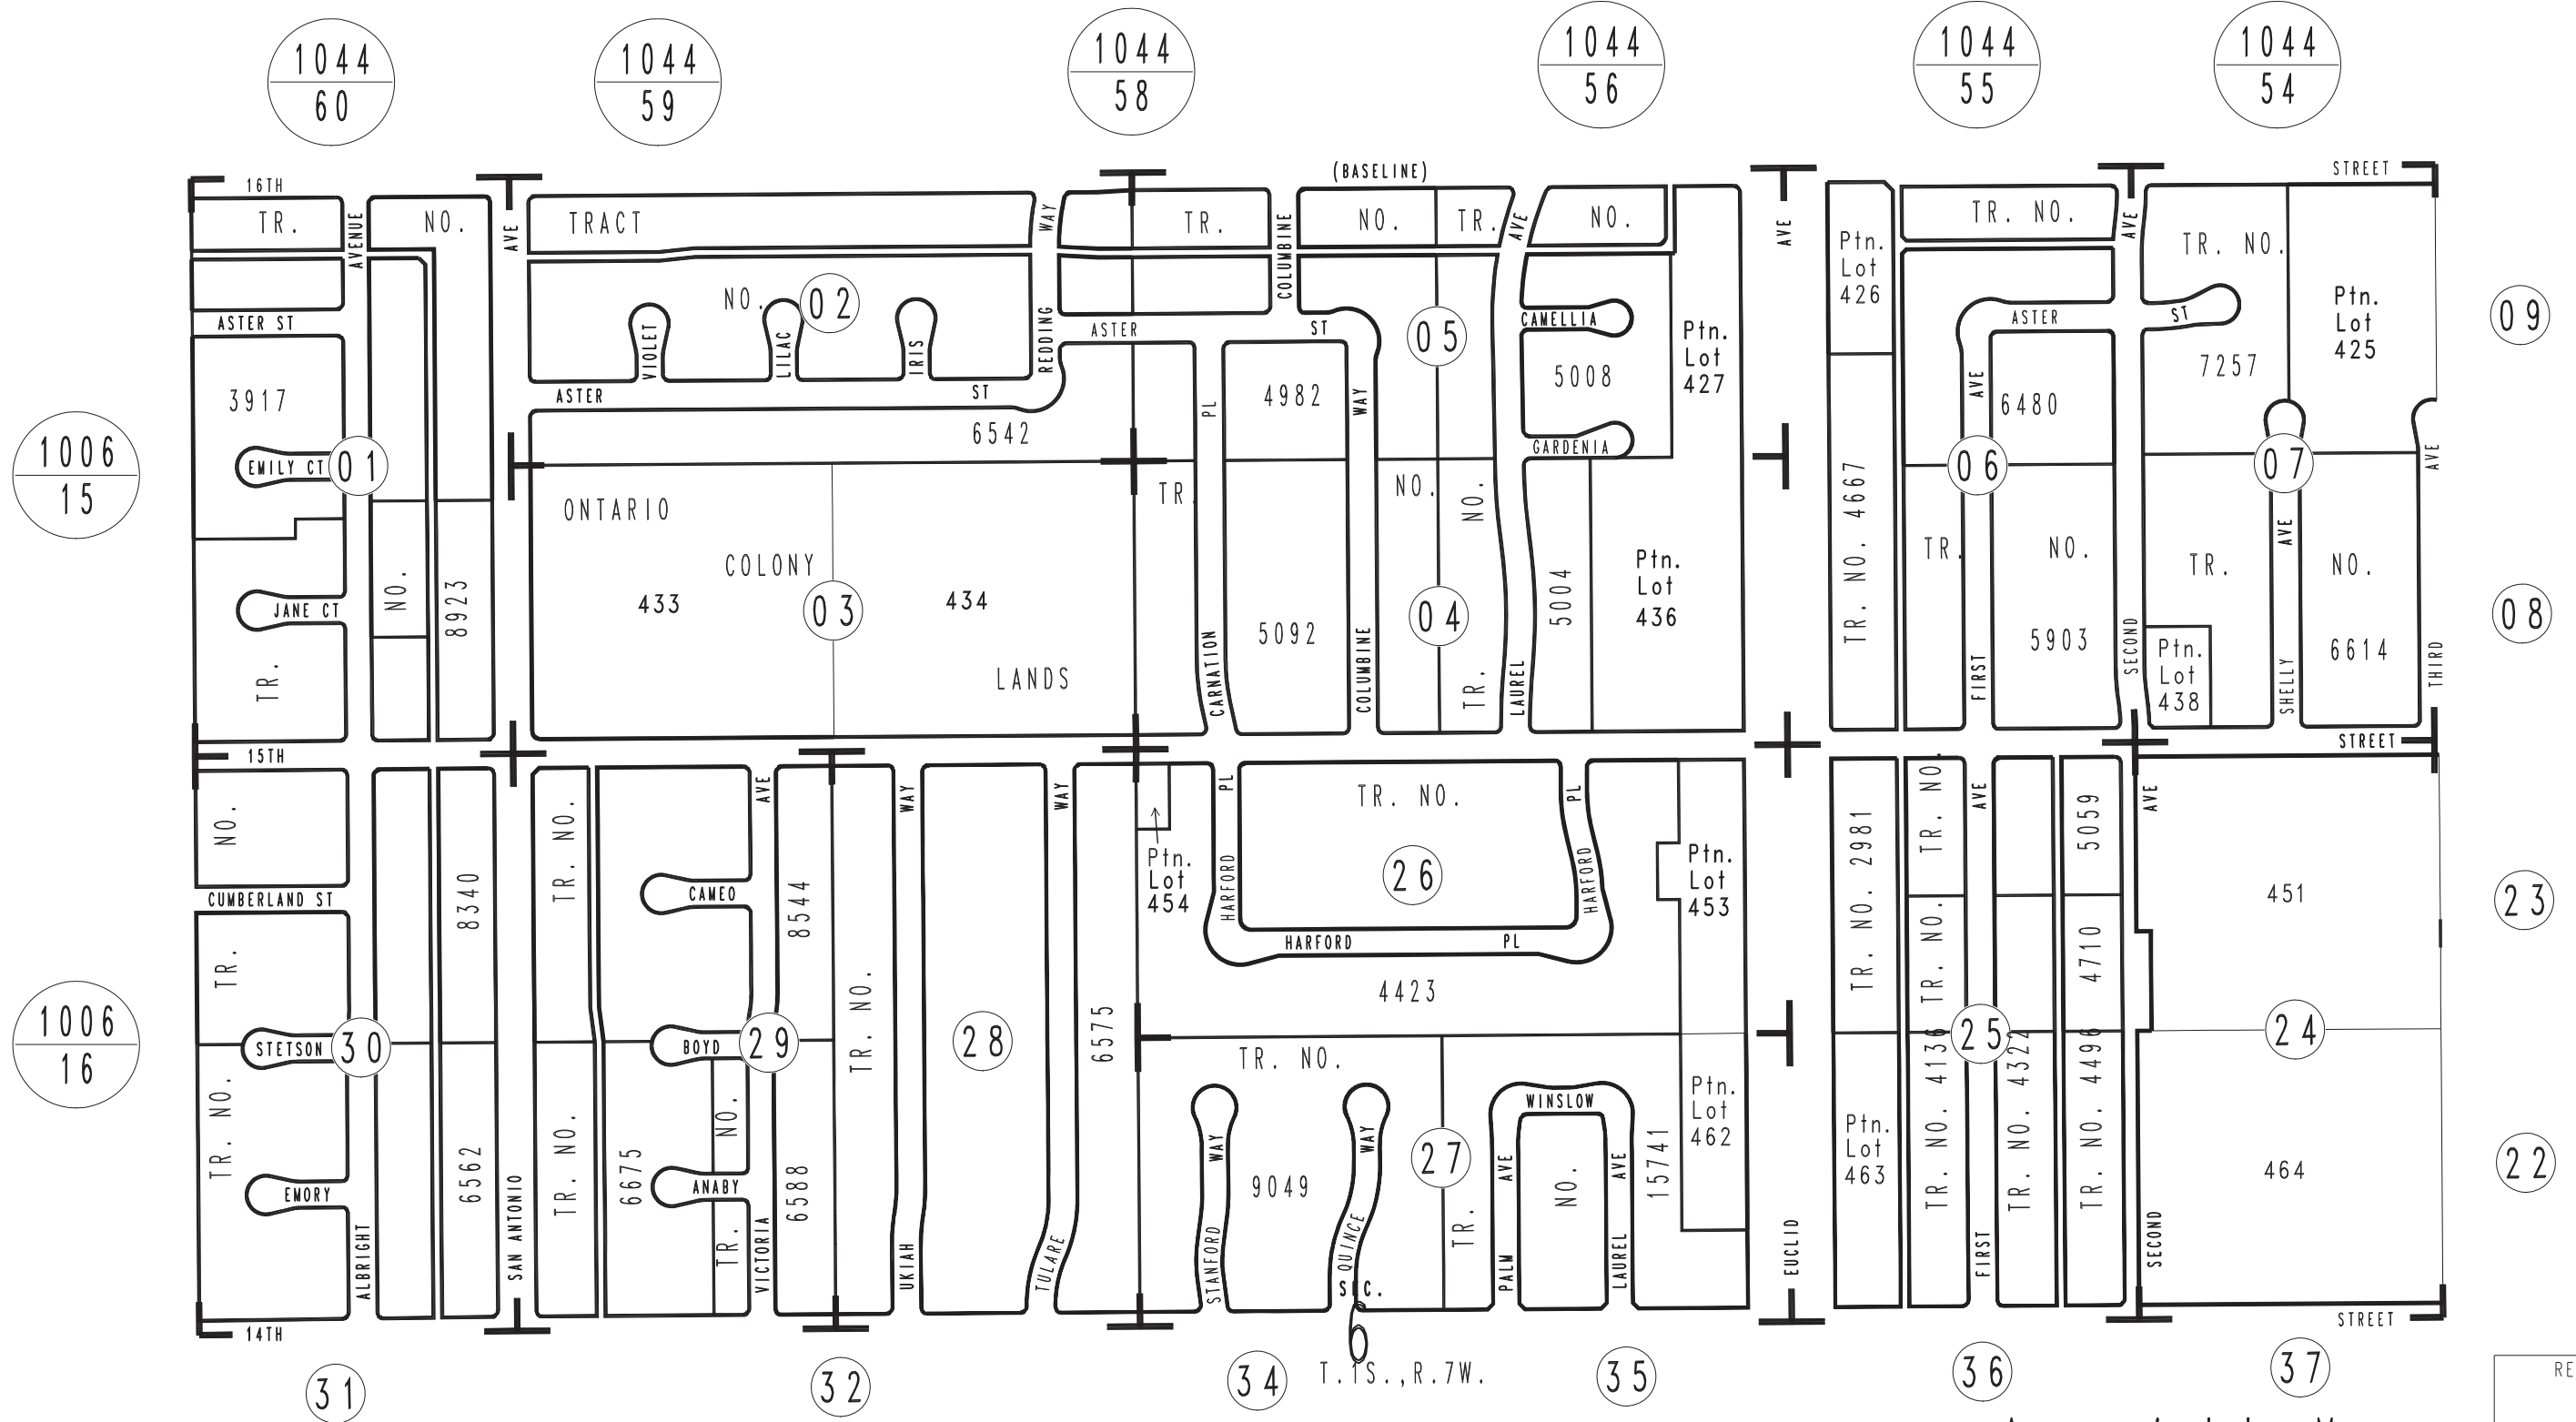 1044
60
1044
59
1044
58
1044
56
1044
55
1044
54
16TH
(BASELINE)
STREET
TR.
AVENUE
NO.
AVE
TRACT
WAY
TR.
COLUMBINE
NO.
TR.
AVE
NO.
AVE
TR. NO.
AVE
TR. NO.
Ptn.
Lot
426
NO.
02
VIOLET
LILAC
IRIS
REDDING
ASTER ST
ASTER
ST
05
CAMELLIA
Ptn.
Lot
427
ASTER
ST
Ptn.
Lot
425
09
3917
ASTER
ST
6542
PL
4982
WAY
5008
GARDENIA
AVE
6480
7257
1006
15
EMILY CT
01
ONTARIO
COLONY
433
03
434
LANDS
TR.
NO.
NO.
TR. NO. 4667
06
07
AVE
JANE CT
NO.
8923
TR.
CARNATION
5092
COLUMBINE
04
TR.
LAUREL
5004
Ptn.
Lot
436
TR.
NO.
FIRST
5903
SECOND
TR.
AVE
NO.
Ptn.
Lot
438
SHELLY
6614
THIRD
08
15TH
STREET
NO.
CUMBERLAND ST
TR.
8340
TR. NO.
AVE
CAMEO
8544
WAY
WAY
TR. NO.
Ptn.
Lot
454
PL
HARFORD
TR. NO.
26
PL
HARFORD
HARFORD
PL
4423
Ptn.
Lot
453
TR. NO. 2981
TR. NO.
TR. NO.
AVE
5059
4710
AVE
451
23
1006
16
STETSON
30
BOYD
29
28
6575
TR. NO.
25
24
TR. NO.
EMORY
ALBRIGHT
6562
SAN ANTONIO
TR. NO.
6675
NO.
ANABY
TR.
VICTORIA
6588
UKIAH
TULARE
WAY
STANFORD
9049
WAY
QUINCE
27
TR.
WINSLOW
AVE
PALM
NO.
AVE
LAUREL
15741
Ptn.
Lot
462
EUCLID
Ptn.
Lot
463
TR. NO. 4136
FIRST
TR. NO. 4322
TR. NO. 4496
SECOND
464
22
14TH
STREET
31
32
34
T.1S.,R.7W.
35
36
37